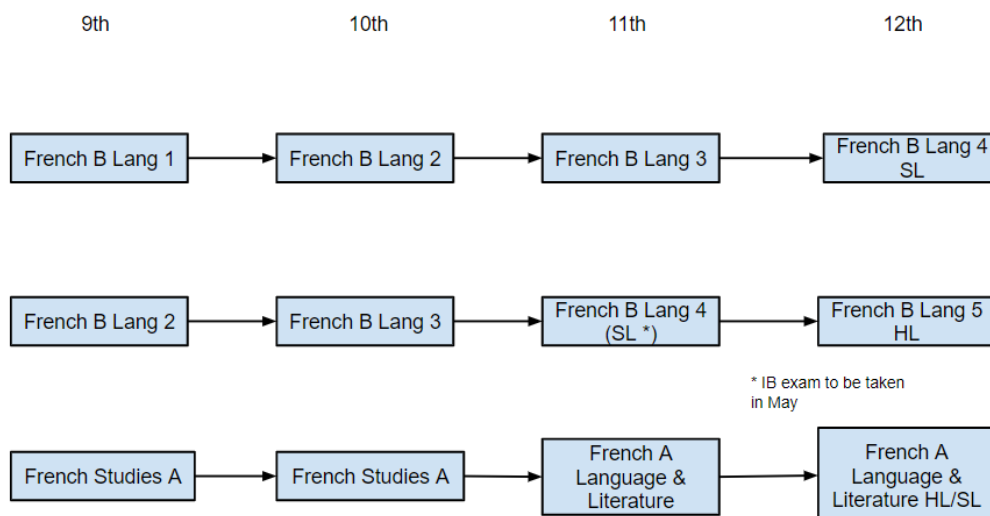 9th
10th
11th
12th
French B Lang 1
French B Lang 2
French B Lang 3
French B Lang 4
SL
French B Lang 2
French B Lang 3
French B Lang 4
(SL *)
French B Lang 5
HL
* IB exam to be taken
in May
French Studies A
French Studies A
French A
Language &
Literature
French A
Language &
Literature HL/SL